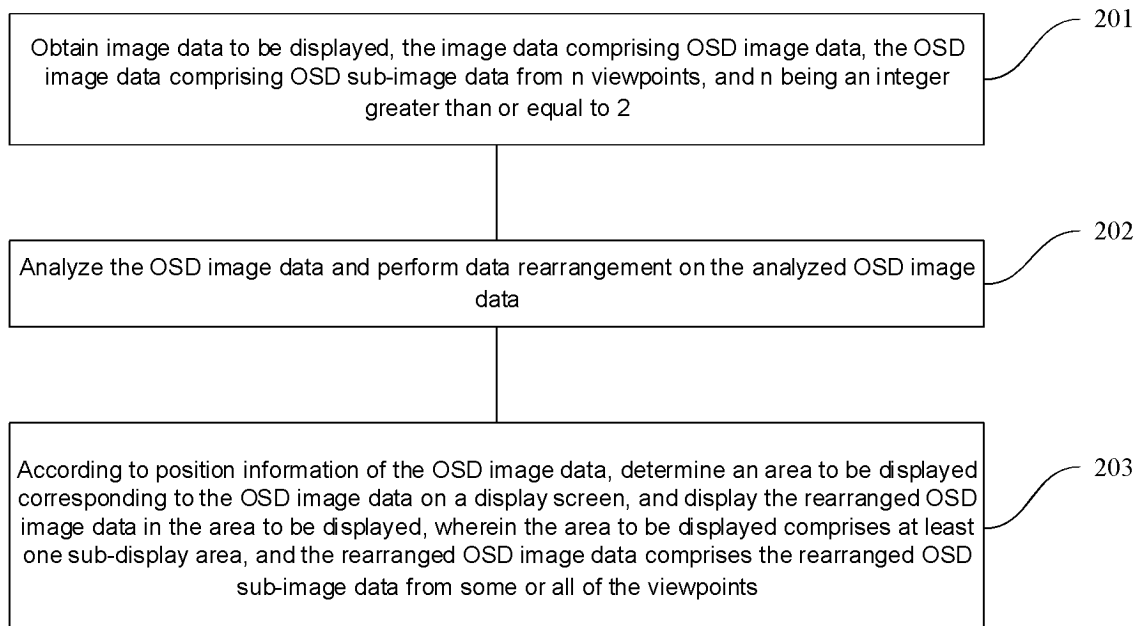 201
Obtain image data to be displayed, the image data comprising OSD image data, the OSD
image data comprising OSD sub-image data from n viewpoints, and n being an integer
greater than or equal to 2
202
Analyze the OSD image data and perform data rearrangement on the analyzed OSD image
data
203
According to position information of the OSD image data, determine an area to be displayed
corresponding to the OSD image data on a display screen, and display the rearranged OSD
image data in the area to be displayed, wherein the area to be displayed comprises at least
one sub-display area, and the rearranged OSD image data comprises the rearranged OSD
sub-image data from some or all of the viewpoints